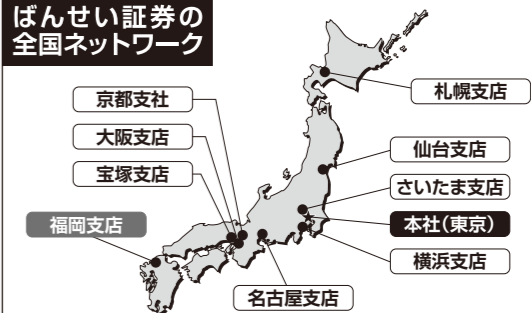 ばんせい証券の
全国ネットワーク
京都支社
大阪支店
宝塚支店
福岡支店
札幌支店
仙台支店
さいたま支店
本社(東京)
横浜支店
名古屋支店